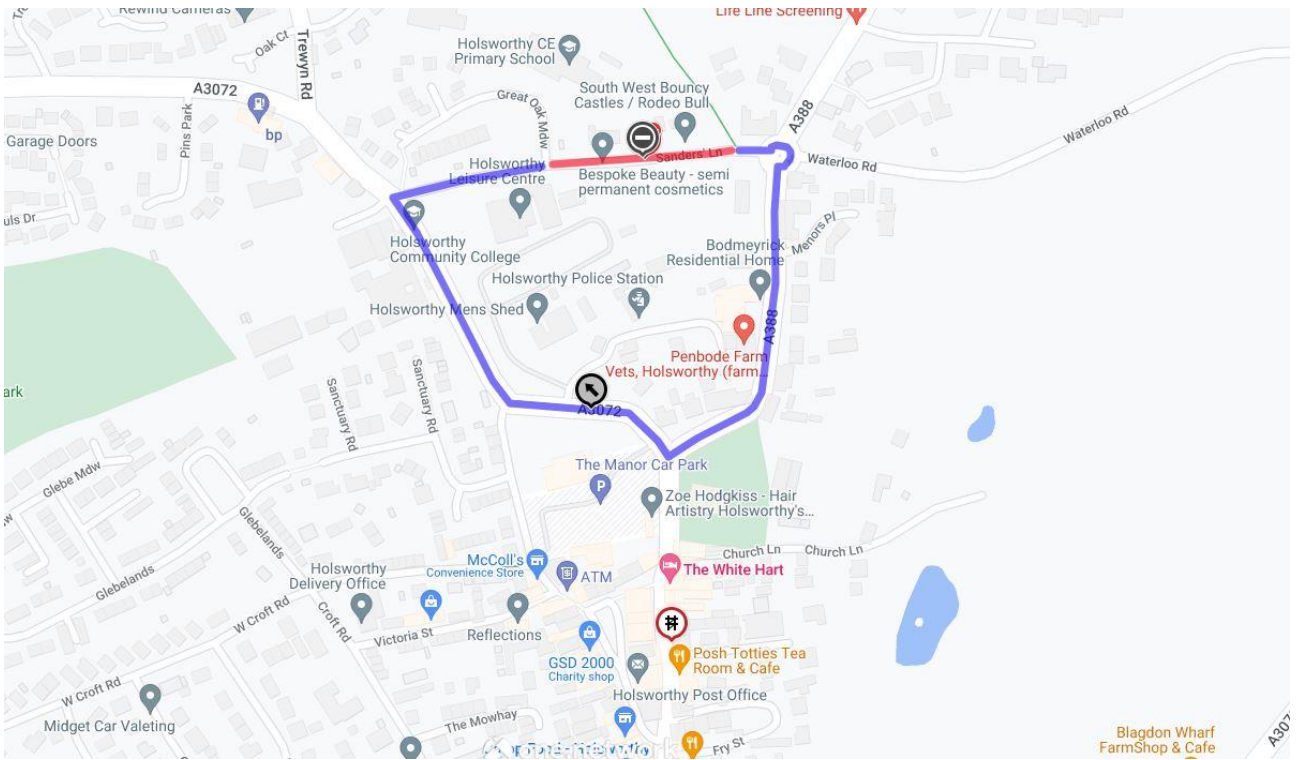 Rewind Cameras
Life Line Screening
Trewyn Rd
Oak Ct
Holsworthy CE
Primary School
A388
A3072
South West Bouncy
Castles / Rodeo Bull
Great Oak Mdw
bp
Pins Park
Waterloo Rd
Garage Doors
Sanders' Ln
Waterloo Rd
Holsworthy
Leisure Centre
Bespoke Beauty - semi
permanent cosmetics
uls Dr
Menors Pl
Holsworthy
Community College
Bodmeyrick
Residential Home
Holsworthy Police Station
Holsworthy Mens Shed
A388
Penbode Farm
Vets, Holsworthy (farm...
ark
A3072
Sanctuary Rd
Sanctuary Rd
The Manor Car Park
P
Glebe Mdw
Zoe Hodgkiss - Hair
Artistry Holsworthy's...
Glebelands
Church Ln
Church Ln
McColl's
Convenience Store
The White Hart
ATM
Holsworthy
Delivery Office
Glebelands
W Croft Rd
Croft Rd
Victoria St
Reflections
Posh Totties Tea
Room & Cafe
GSD 2000
Charity shop
W Croft Rd
Holsworthy Post Office
Midget Car Valeting
The Mowhay
Blagdon Wharf
FarmShop & Cafe
A307
Fry St